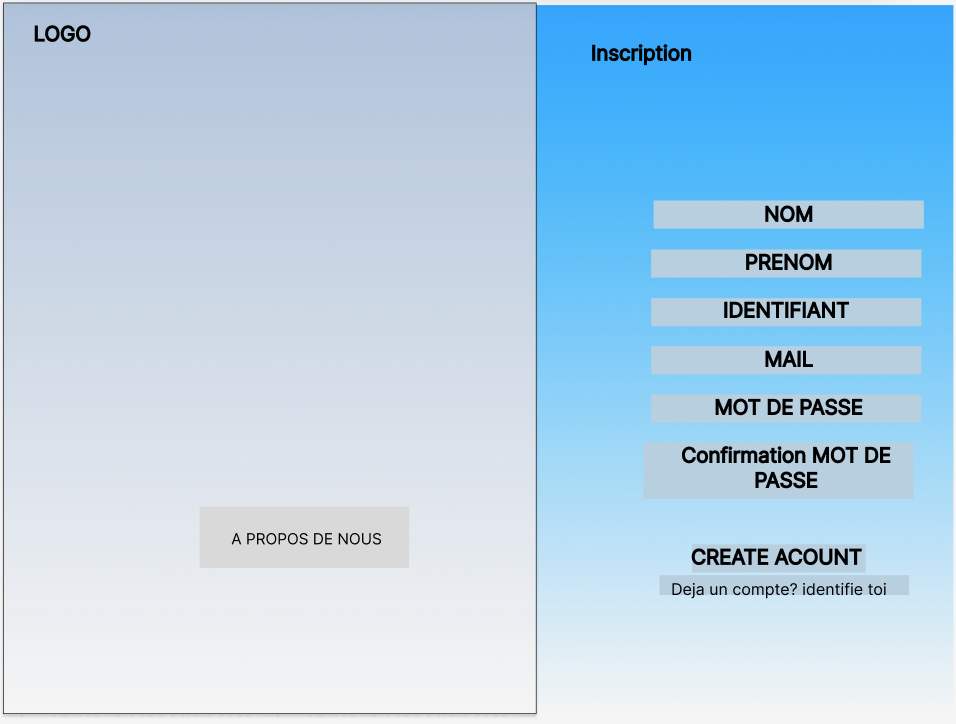 LOGO
A PROPOS DE NOUS
Inscription
NOM
PRENOM
IDENTIFIANT
MAIL
MOT DE PASSE
Confirmation MOT DE
PASSE
CREATE ACOUNT
Deja un compte? identifie toi